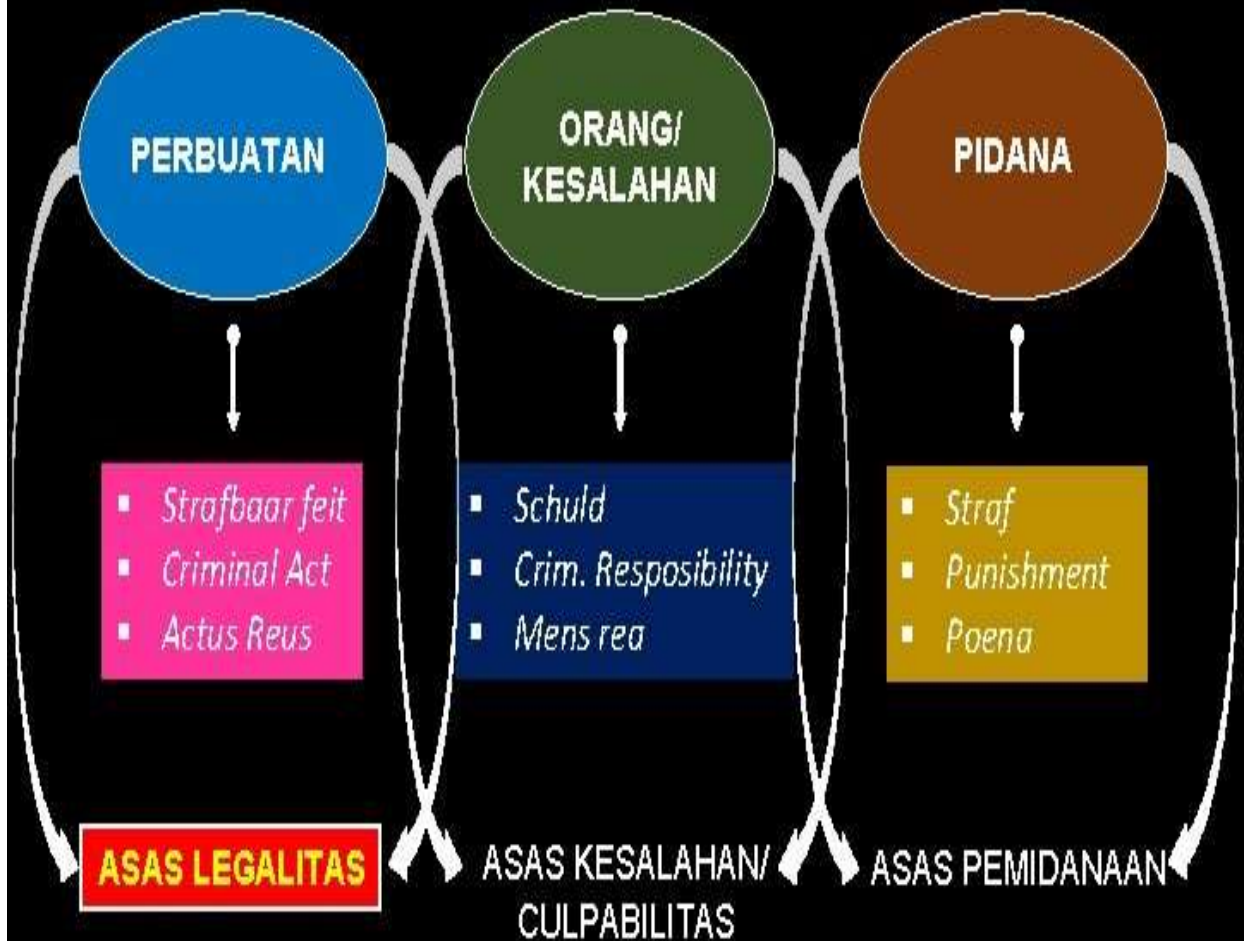 PERBUATAN
ORANG/
KESALAHAN
PIDANA
▪ Strafbaar feit
▪ Criminal Act
▪ Actus Reus
▪ Schuld
▪ Crim. Resposibility
▪ Mens rea
▪ Straf
▪ Punishment
▪ Poena
ASAS LEGALITAS
ASAS KESALAHAN/
CULPABILITAS
ASAS PEMIDANAAN